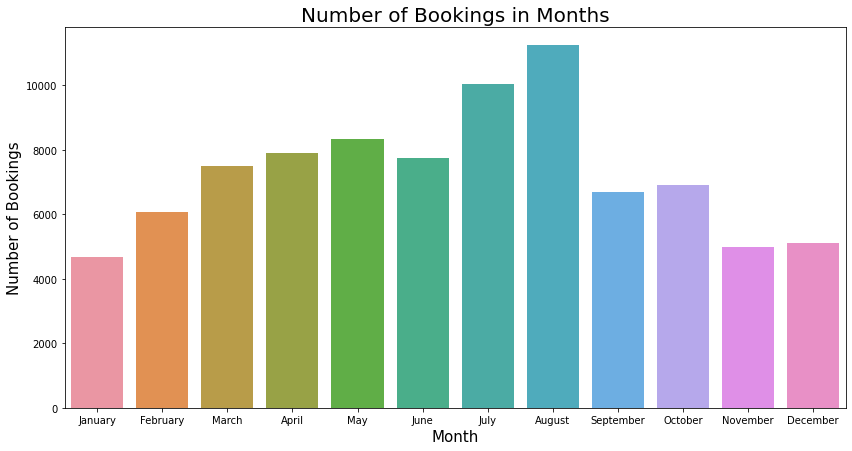 Number of Bookings in Months
Number of Bookings
10000
8000
6000
4000
2000
0
January February March April May June July August September October November December
Month